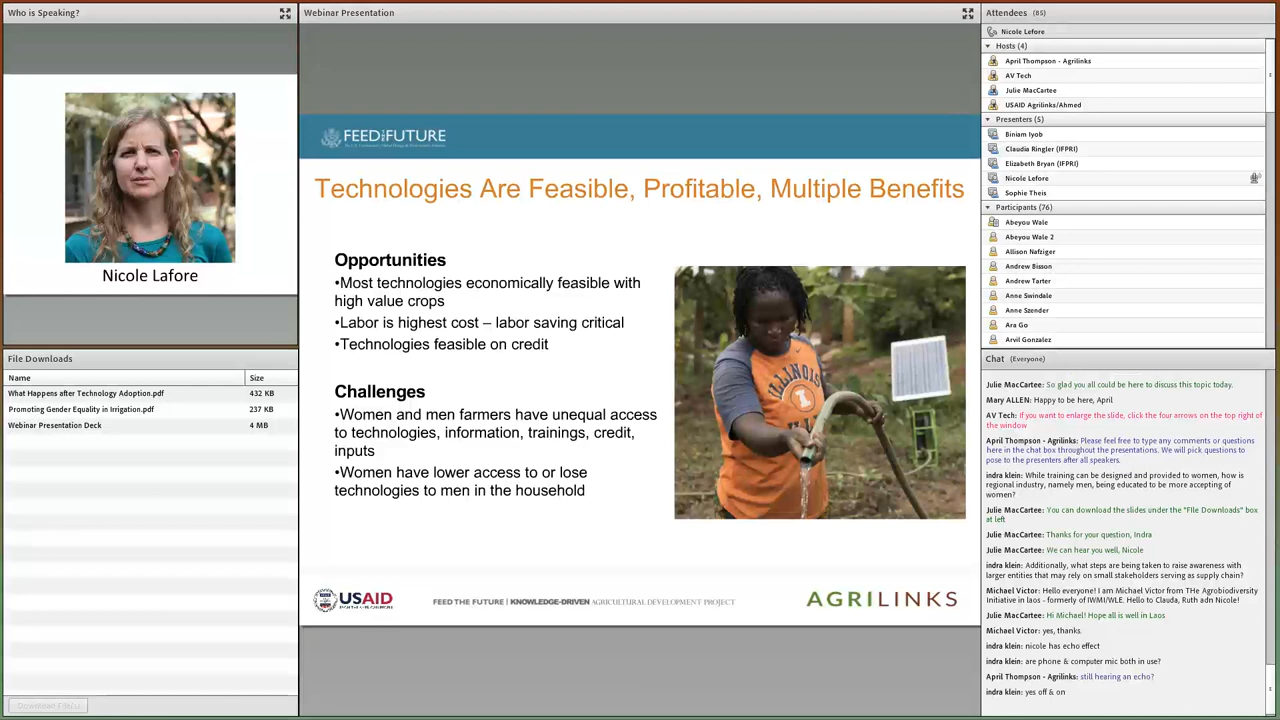 Who is Speaking?
Nicole Lafore
File Downloads
Name Size
What Happens after Technology Adoption.pdf 432 KB
Promoting Gender Equality in Irrigation.pdf 237 KB
Webinar Presentation Deck 4 MB
Download File(s)
Webinar Presentation
FEED THE FUTURE
Technologies Are Feasible, Profitable, Multiple Benefits
Opportunities
•Most technologies economically feasible with
high value crops
•Labor is highest cost – labor saving critical
•Technologies feasible on credit
Challenges
•Women and men farmers have unequal access
to technologies, information, trainings, credit,
inputs
•Women have lower access to or lose
technologies to men in the household
ILLINOIS
USAID
FEED THE FUTURE | KNOWLEDGE-DRIVEN AGRICULTURAL DEVELOPMENT PROJECT
AGRILINKS
Attendees (85)
Nicole Lefore
Hosts (4)
April Thompson - Agrilinks
AV Tech
Julie MacCartee
USAID Agrilinks/Ahmed
Presenters (5)
Biniam Iyob
Claudia Ringler (IFPRI)
Elizabeth Bryan (IFPRI)
Nicole Lefore
Sophie Theis
Participants (76)
Abeyou Wale
Abeyou Wale 2
Allison Nafziger
Andrew Bisson
Andrew Tarter
Anne Swindale
Anne Szender
Ara Go
Arvil Gonzalez
Chat (Everyone)
Julie MacCartee: So glad you all could be here to discuss this topic today.
Mary ALLEN: Happy to be here, April
AV Tech: If you want to enlarge the slide, click the four arrows on the top right of
the window
April Thompson - Agrilinks: Please feel free to type any comments or questions
here in the chat box throughout the presentations. We will pick questions to
pose to the presenters after all speakers.
indra klein: While training can be designed and provided to women, how is
regional industry, namely men, being educated to be more accepting of
women?
Julie MacCartee: You can download the slides under the "FIle Downloads" box
at left
Julie MacCartee: Thanks for your question, Indra
Julie MacCartee: We can hear you well, Nicole
indra klein: Additionally, what steps are being taken to raise awareness with
larger entities that may rely on small stakeholders serving as supply chain?
Michael Victor: Hello everyone! I am Michael Victor from THe Agrobiodiversity
Initiative in laos - formerly of IWMI/WLE. Hello to Clauda, Ruth adn Nicole!
Julie MacCartee: Hi Michael! Hope all is well in Laos
Michael Victor: yes, thanks.
indra klein: nicole has echo effect
indra klein: are phone & computer mic both in use?
April Thompson - Agrilinks: still hearing an echo?
indra klein: yes off & on